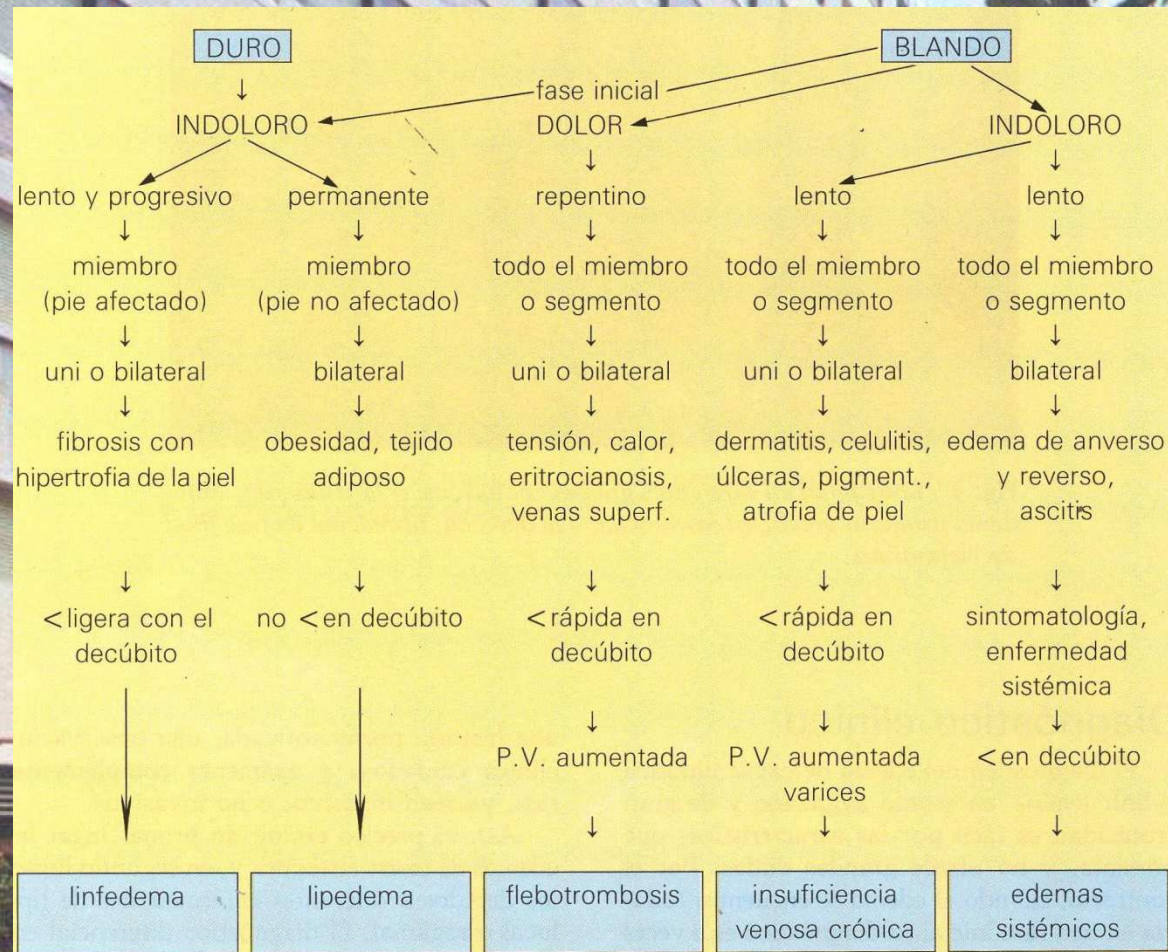 DURO
BLANDO
fase inicial
INDOLORO
DOLOR
INDOLORO
lento y progresivo
miembro
(pie afectado)
uni o bilateral
fibrosis con
hipertrofia de la piel
<ligera con el
decúbito
linfedema
permanente
miembro
(pie no afectado)
bilateral
obesidad, tejido
adiposo
no <en decúbito
lipedema
repentino
todo el miembro
o segmento
uni o bilateral
tensión, calor,
eritrocianosis,
venas superf.
<rápida en
decúbito
P.V. aumentada
flebotrombosis
lento
todo el miembro
o segmento
uni o bilateral
dermatitis, celulitis,
úlceras, pigment.,
atrofia de piel
<rápida en
decúbito
P.V. aumentada
varices
insuficiencia
venosa crónica
lento
todo el miembro
o segmento
bilateral
edema de anverso
y reverso,
ascitis
sintomatología,
enfermedad
sistémica
<en decúbito
edemas
sistémicos